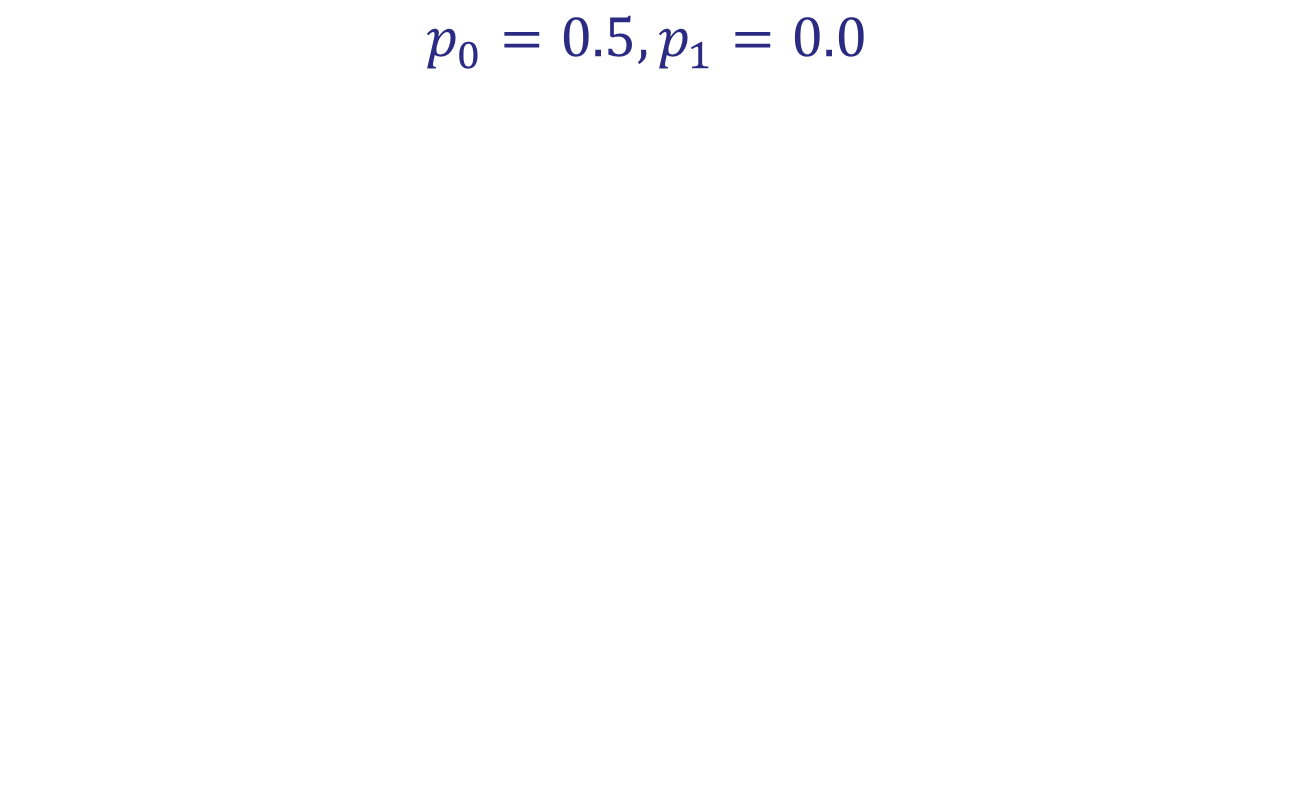 p₀ = 0.5, p₁ = 0.0